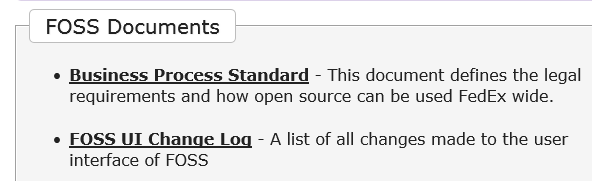 FOSS Documents
• Business Process Standard - This document defines the legal
requirements and how open source can be used FedEx wide.
• FOSS UI Change Log - A list of all changes made to the user
interface of FOSS